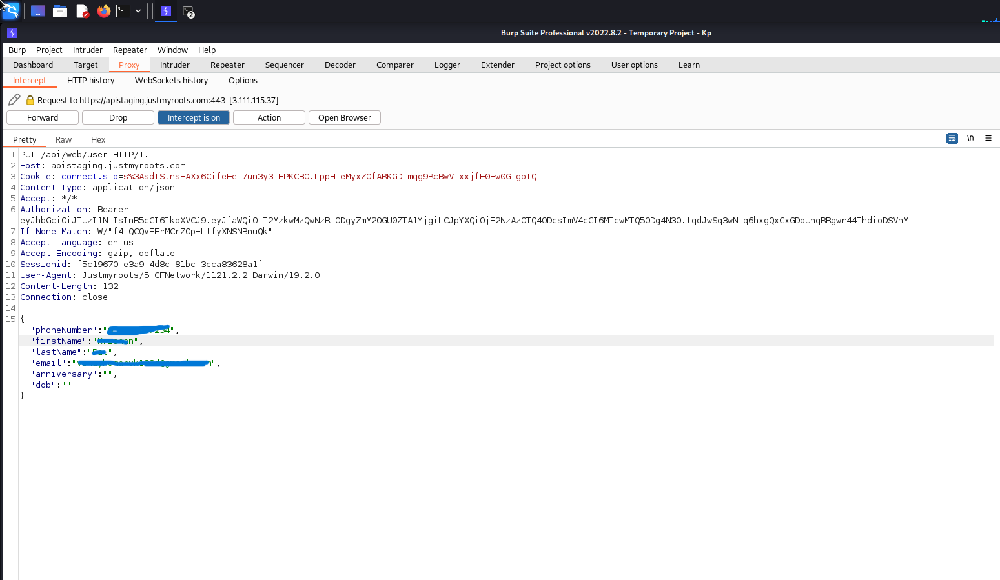 Burp Suite Professional v2022.8.2 - Temporary Project - Kp
Burp Project Intruder Repeater Window Help
Dashboard Target Proxy Intruder Repeater Sequencer Decoder Comparer Logger Extender Project options User options Learn
Intercept HTTP history WebSockets history Options
Request to https://apistaging.justmyroots.com:443 [3.111.115.37]
Forward Drop Intercept is on Action Open Browser
Pretty Raw Hex \n
1 PUT /api/web/user HTTP/1.1
2 Host: apistaging.justmyroots.com
3 Cookie: connect.sid=s%3AsdIStnsEAXx6CifeEel7un3y31FPKCBO.LppHLeMyxZOfARKGD1mqg9RcBwVixxjfE0Ew0GIgbIQ
4 Content-Type: application/json
5 Accept: */*
6 Authorization: Bearer
eyJhbGciOiJIUzI1NiIsInR5cCI6IkpXVCJ9.eyJfaWQiOiI2MzkwMzQwNzRiODgyZmM2OGU0ZTA1YjgiLCJpYXQiOjE2NzAzOTQ4ODcsImV4cCI6MTcwMTQ5ODg4N30.tqdJwSq3wN-q6hxgQxCxGDqUnqRRgwr44IhdioDSVhM
7 If-None-Match: W/"f4-QCQvEErMCrZOp+LtfyXNSNBnuQk"
8 Accept-Language: en-us
9 Accept-Encoding: gzip, deflate
10 Sessionid: f5c19670-e3a9-4d8c-81bc-3cca83628a1f
11 User-Agent: Justmyroots/5 CFNetwork/1121.2.2 Darwin/19.2.0
12 Content-Length: 132
13 Connection: close
14
15 {
"phoneNumber":"
"firstName":"
"lastName":"
"email":"
"anniversary":"",
"dob":""
}